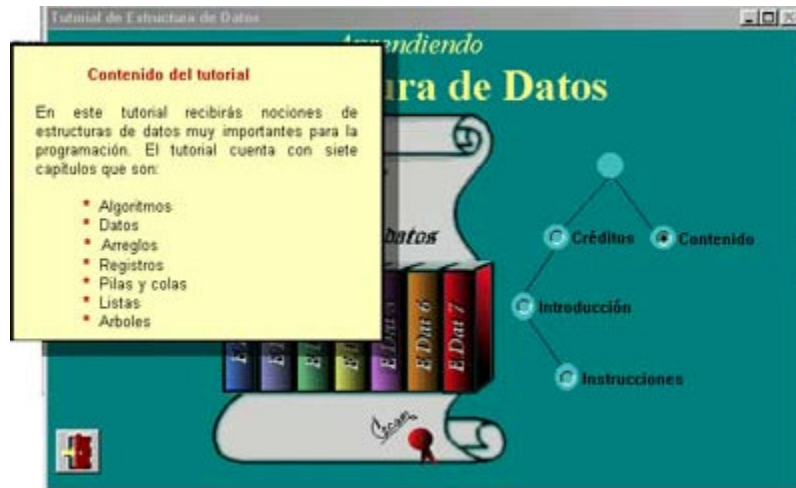 Tutorial de Estructura de Datos
Aprendiendo
ura de Datos
Contenido del tutorial
En este tutorial recibirás nociones de
estructuras de datos muy importantes para la
programación. El tutorial cuenta con siete
capítulos que son:
* Algoritmos
* Datos
* Arreglos
* Registros
* Pilas y colas
* Listas
* Arboles
datos
E.Dat 6
E.Dat 7
Créditos
Contenido
Introducción
Instrucciones